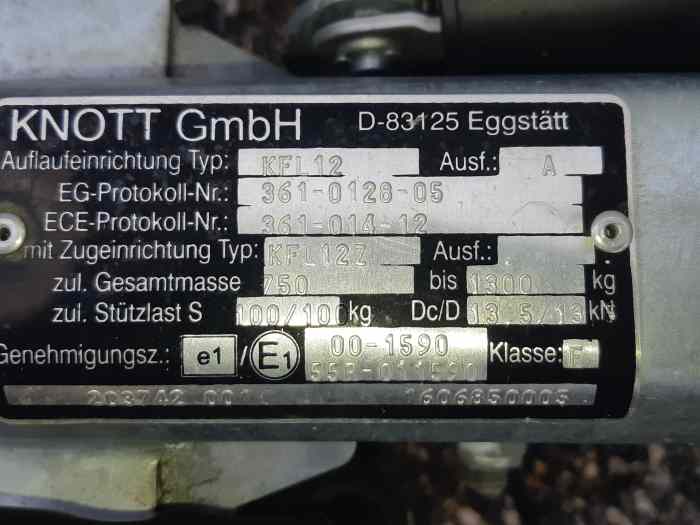 KNOTT GmbH D-83125 Eggstätt
Auflaufeinrichtung Typ: KFL12 Ausf.: A
EG-Protokoll-Nr.: 361-0128-05
ECE-Protokoll-Nr.: 361-014-12
mit Zugeinrichtung Typ: KFL12Z Ausf.:
zul. Gesamtmasse 750 bis 1300 kg
zul. Stützlast S 100/100 kg Dc/D 13,5/13 kN
Genehmigungsz.: e1 / E1 00-1590 Klasse: E
55R-011590
203742 001 1606850003